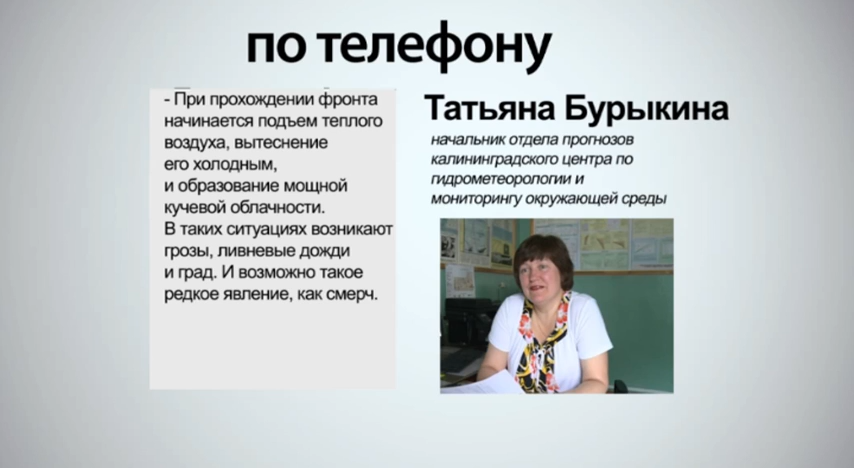 по телефону
- При прохождении фронта
начинается подъем теплого
воздуха, вытеснение
его холодным,
и образование мощной
кучевой облачности.
В таких ситуациях возникают
грозы, ливневые дожди
и град. И возможно такое
редкое явление, как смерч.
Татьяна Бурыкина
начальник отдела прогнозов
калининградского центра по
гидрометеорологии и
мониторингу окружающей среды